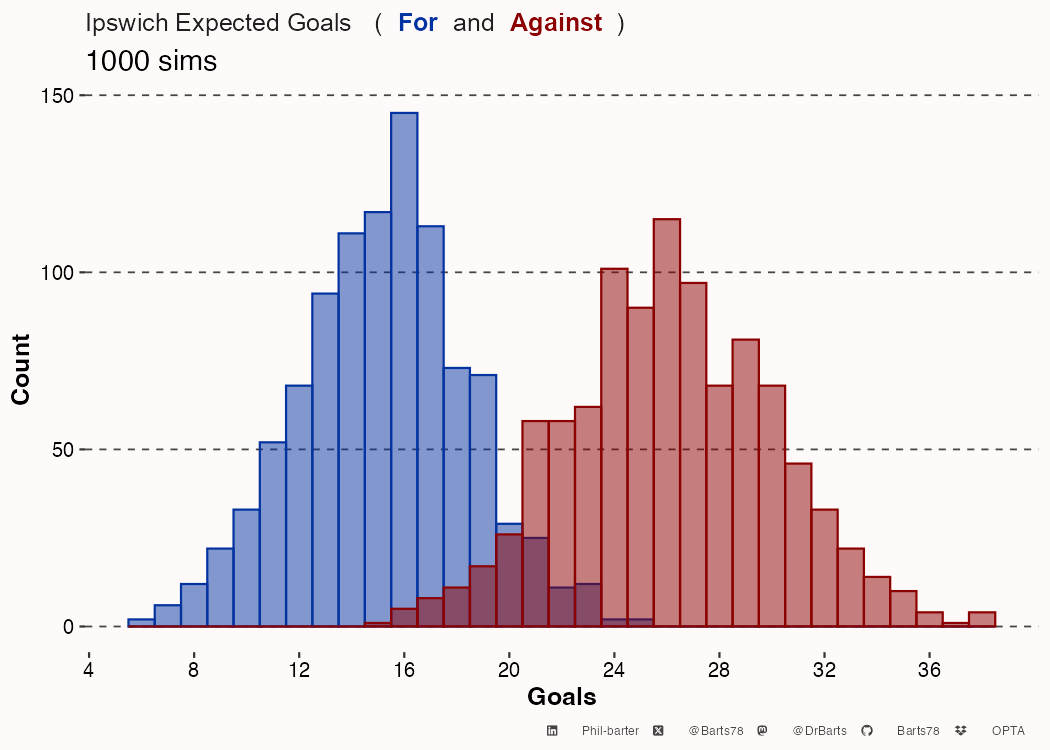 Ipswich Expected Goals ( For and Against )
1000 sims
150
100
50
0
Count
4 8 12 16 20 24 28 32 36
Goals
Phil-barter @Barts78 @DrBarts Barts78 OPTA